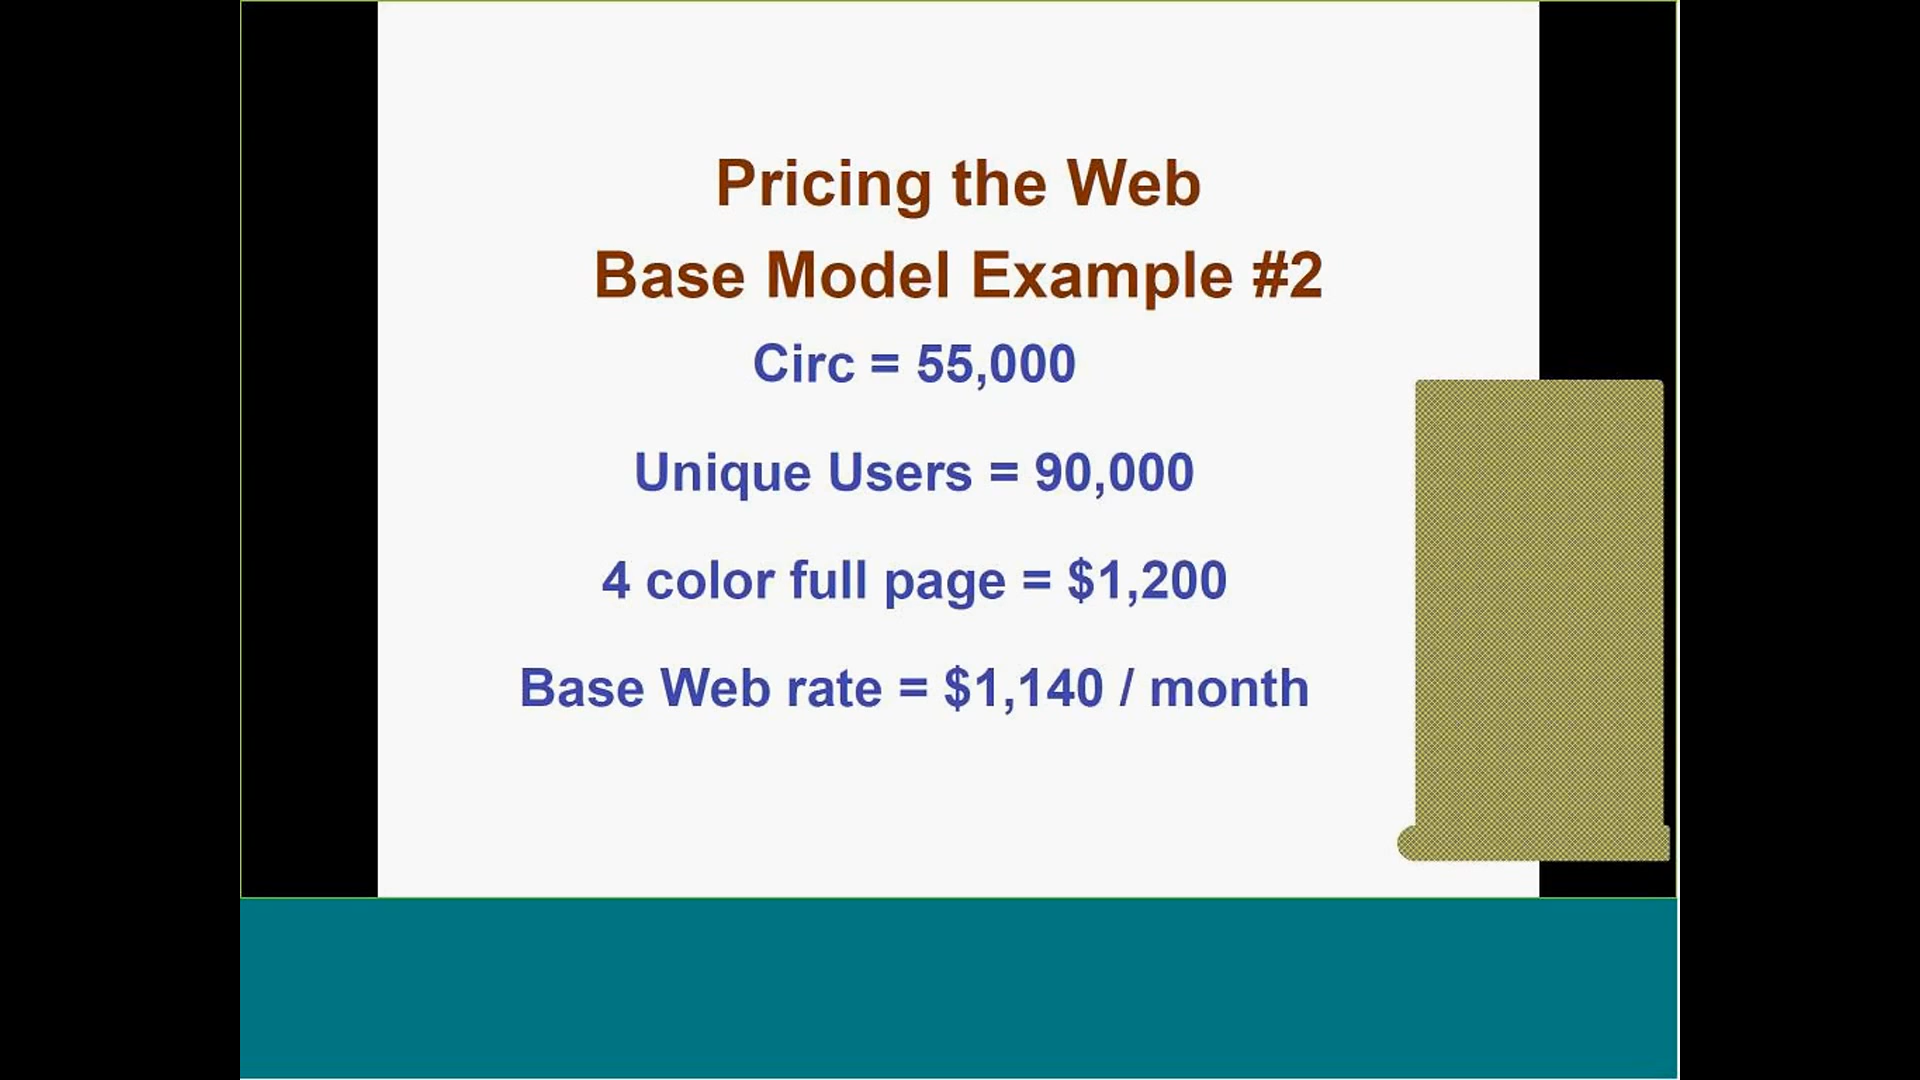 Pricing the Web
Base Model Example #2
Circ = 55,000
Unique Users = 90,000
4 color full page = $1,200
Base Web rate = $1,140 / month